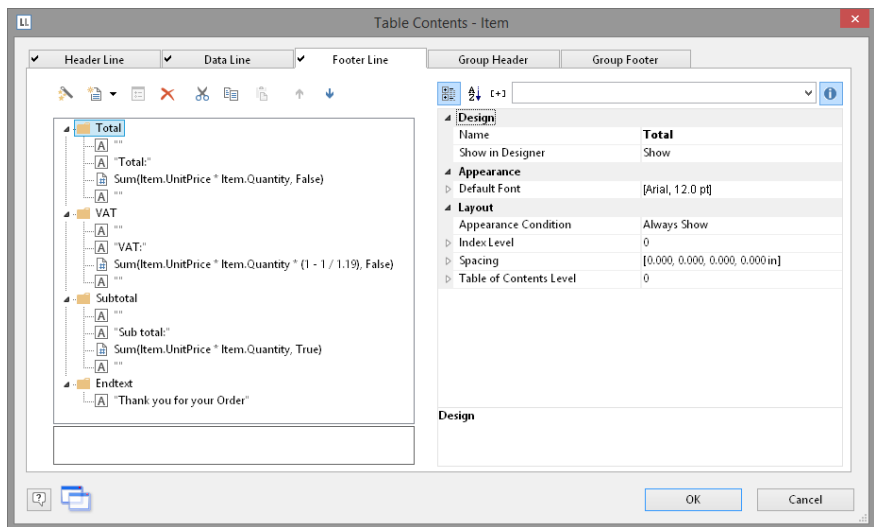 LL
Table Contents - Item
Header Line
Data Line
Footer Line
Group Header
Group Footer
Total
A ""
A "Total:"
Sum(Item.UnitPrice * Item.Quantity, False)
A ""
VAT
A ""
A "VAT:"
Sum(Item.UnitPrice * Item.Quantity * (1 - 1 / 1.19), False)
A ""
Subtotal
A ""
A "Sub total:"
Sum(Item.UnitPrice * Item.Quantity, True)
A ""
Endtext
A "Thank you for your Order"
Design
Name Total
Show in Designer Show
Appearance
Default Font [Arial, 12.0 pt]
Layout
Appearance Condition Always Show
Index Level 0
Spacing [0.000, 0.000, 0.000, 0.000 in]
Table of Contents Level 0
Design
OK
Cancel